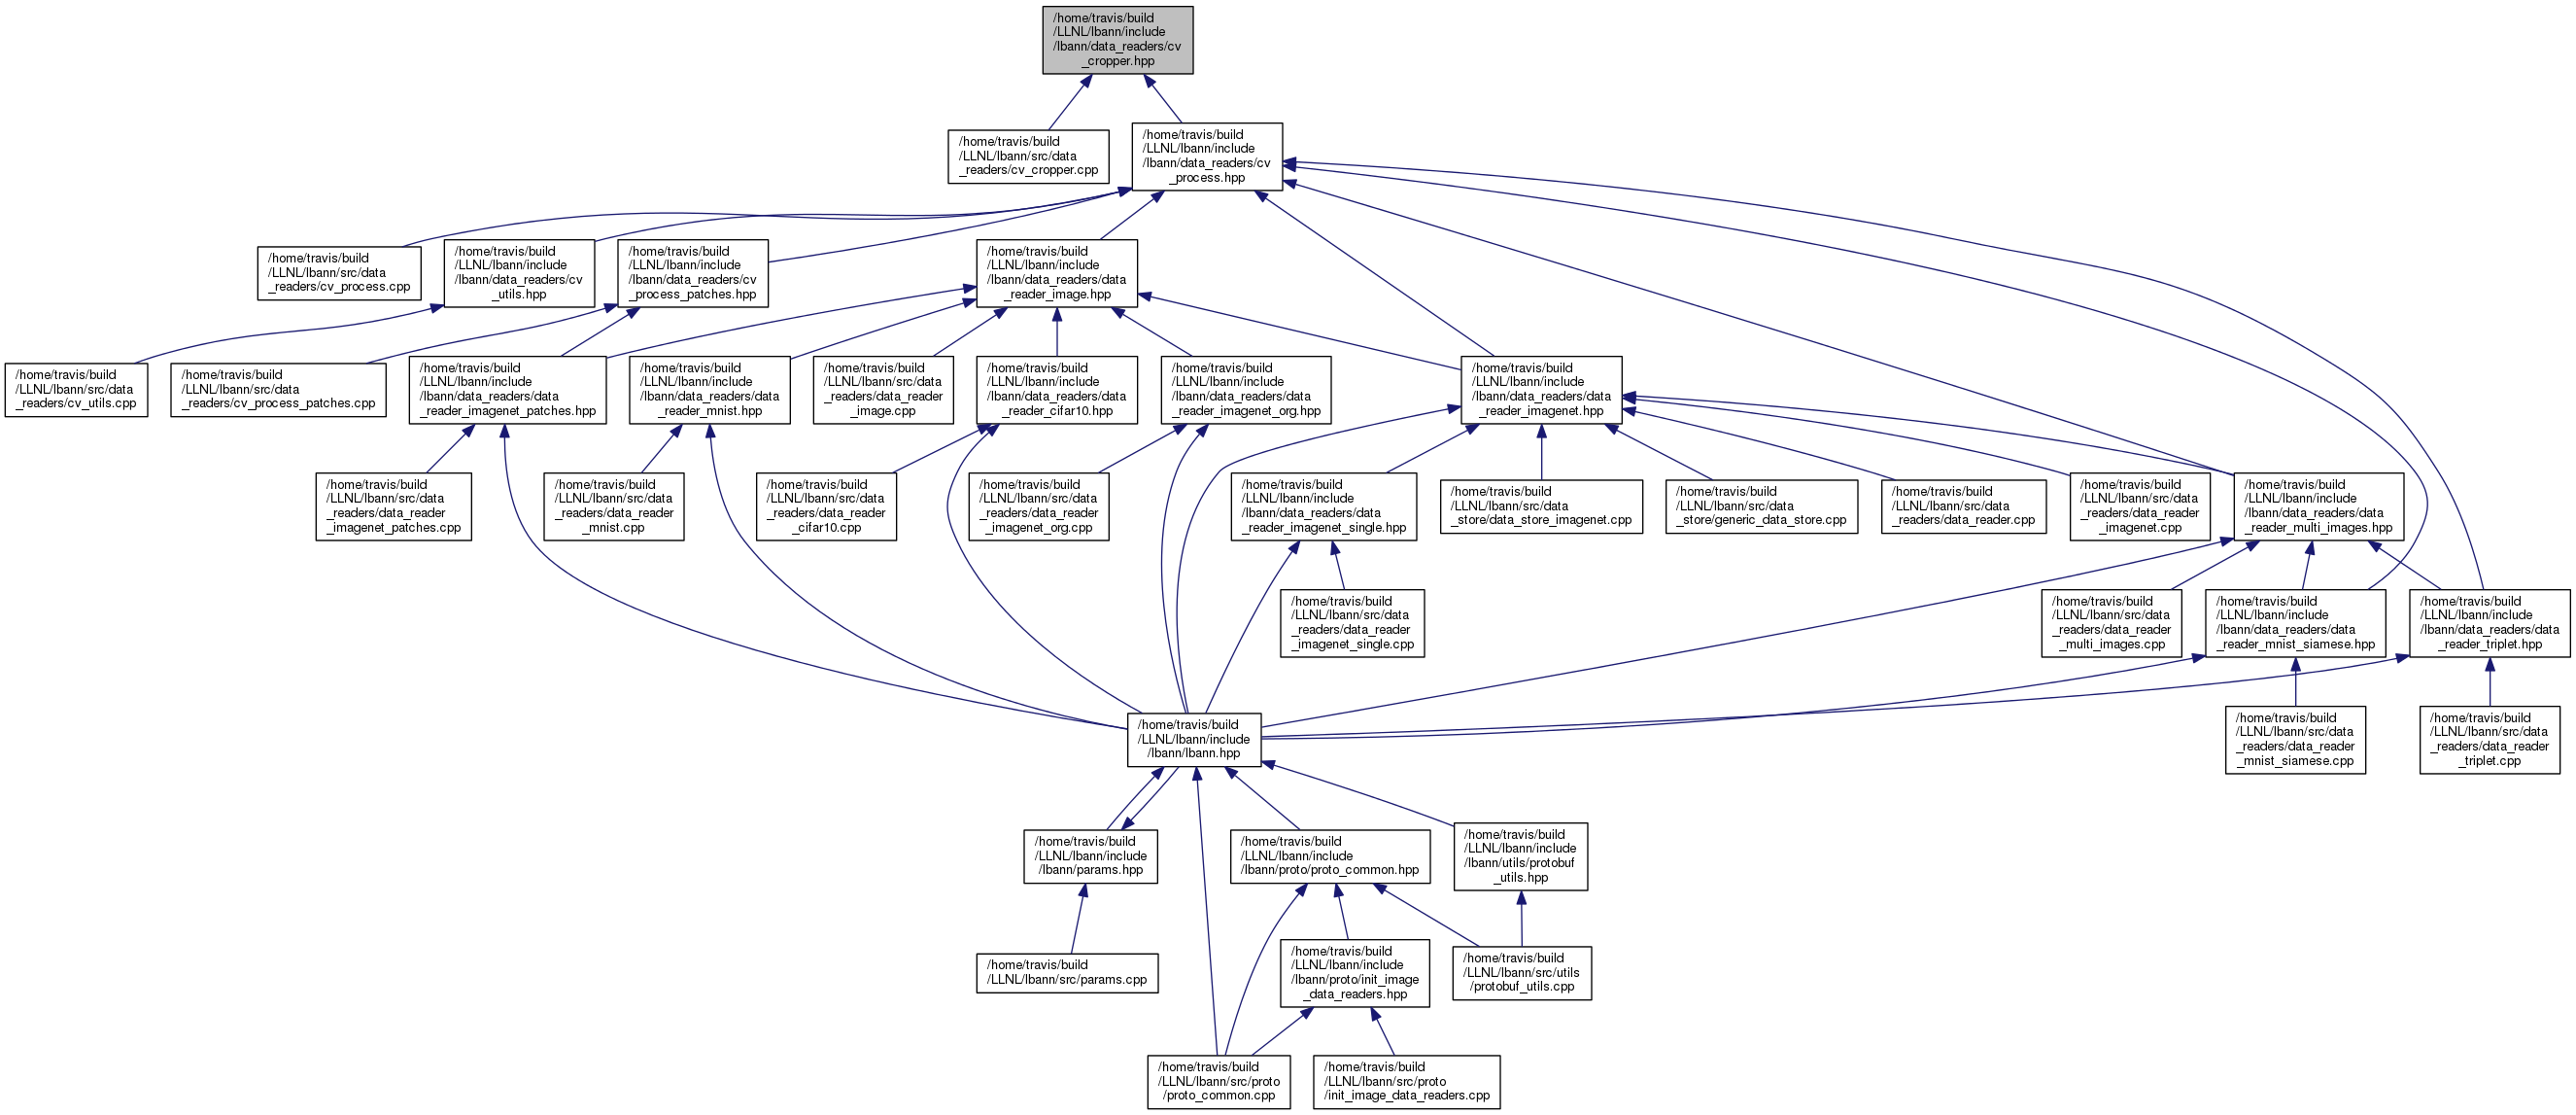 /home/travis/build
/LLNL/lbann/include
/lbann/data_readers/cv
_cropper.hpp
/home/travis/build
/LLNL/lbann/src/data
_readers/cv_cropper.cpp
/home/travis/build
/LLNL/lbann/include
/lbann/data_readers/cv
_process.hpp
/home/travis/build
/LLNL/lbann/src/data
_readers/cv_process.cpp
/home/travis/build
/LLNL/lbann/include
/lbann/data_readers/cv
_utils.hpp
/home/travis/build
/LLNL/lbann/include
/lbann/data_readers/cv
_process_patches.hpp
/home/travis/build
/LLNL/lbann/include
/lbann/data_readers/data
_reader_image.hpp
/home/travis/build
/LLNL/lbann/src/data
_readers/cv_utils.cpp
/home/travis/build
/LLNL/lbann/src/data
_readers/cv_process_patches.cpp
/home/travis/build
/LLNL/lbann/include
/lbann/data_readers/data
_reader_imagenet_patches.hpp
/home/travis/build
/LLNL/lbann/include
/lbann/data_readers/data
_reader_mnist.hpp
/home/travis/build
/LLNL/lbann/src/data
_readers/data_reader
_image.cpp
/home/travis/build
/LLNL/lbann/include
/lbann/data_readers/data
_reader_cifar10.hpp
/home/travis/build
/LLNL/lbann/include
/lbann/data_readers/data
_reader_imagenet_org.hpp
/home/travis/build
/LLNL/lbann/include
/lbann/data_readers/data
_reader_imagenet.hpp
/home/travis/build
/LLNL/lbann/src/data
_readers/data_reader
_imagenet_patches.cpp
/home/travis/build
/LLNL/lbann/src/data
_readers/data_reader
_mnist.cpp
/home/travis/build
/LLNL/lbann/src/data
_readers/data_reader
_cifar10.cpp
/home/travis/build
/LLNL/lbann/src/data
_readers/data_reader
_imagenet_org.cpp
/home/travis/build
/LLNL/lbann/include
/lbann/data_readers/data
_reader_imagenet_single.hpp
/home/travis/build
/LLNL/lbann/src/data
_store/data_store_imagenet.cpp
/home/travis/build
/LLNL/lbann/src/data
_store/generic_data_store.cpp
/home/travis/build
/LLNL/lbann/src/data
_readers/data_reader.cpp
/home/travis/build
/LLNL/lbann/src/data
_readers/data_reader
_imagenet.cpp
/home/travis/build
/LLNL/lbann/include
/lbann/data_readers/data
_reader_multi_images.hpp
/home/travis/build
/LLNL/lbann/src/data
_readers/data_reader
_imagenet_single.cpp
/home/travis/build
/LLNL/lbann/src/data
_readers/data_reader
_multi_images.cpp
/home/travis/build
/LLNL/lbann/include
/lbann/data_readers/data
_reader_mnist_siamese.hpp
/home/travis/build
/LLNL/lbann/include
/lbann/data_readers/data
_reader_triplet.hpp
/home/travis/build
/LLNL/lbann/include
/lbann/lbann.hpp
/home/travis/build
/LLNL/lbann/src/data
_readers/data_reader
_mnist_siamese.cpp
/home/travis/build
/LLNL/lbann/src/data
_readers/data_reader
_triplet.cpp
/home/travis/build
/LLNL/lbann/include
/lbann/params.hpp
/home/travis/build
/LLNL/lbann/include
/lbann/proto/proto_common.hpp
/home/travis/build
/LLNL/lbann/include
/lbann/utils/protobuf
_utils.hpp
/home/travis/build
/LLNL/lbann/src/params.cpp
/home/travis/build
/LLNL/lbann/include
/lbann/proto/init_image
_data_readers.hpp
/home/travis/build
/LLNL/lbann/src/utils
/protobuf_utils.cpp
/home/travis/build
/LLNL/lbann/src/proto
/proto_common.cpp
/home/travis/build
/LLNL/lbann/src/proto
/init_image_data_readers.cpp